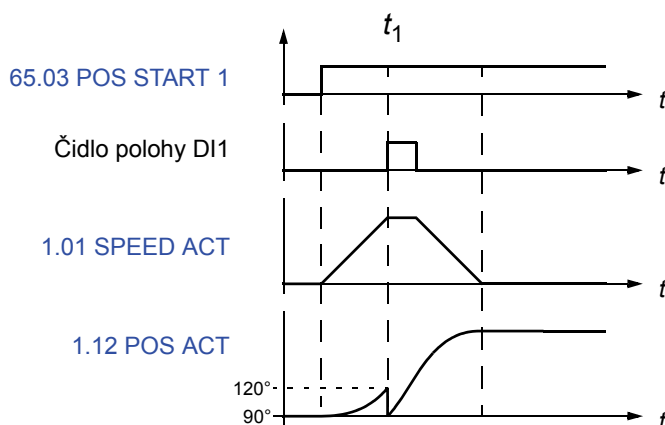 t1
65.03 POS START 1
t
Čidlo polohy DI1
t
1.01 SPEED ACT
t
1.12 POS ACT
120°
90°
t